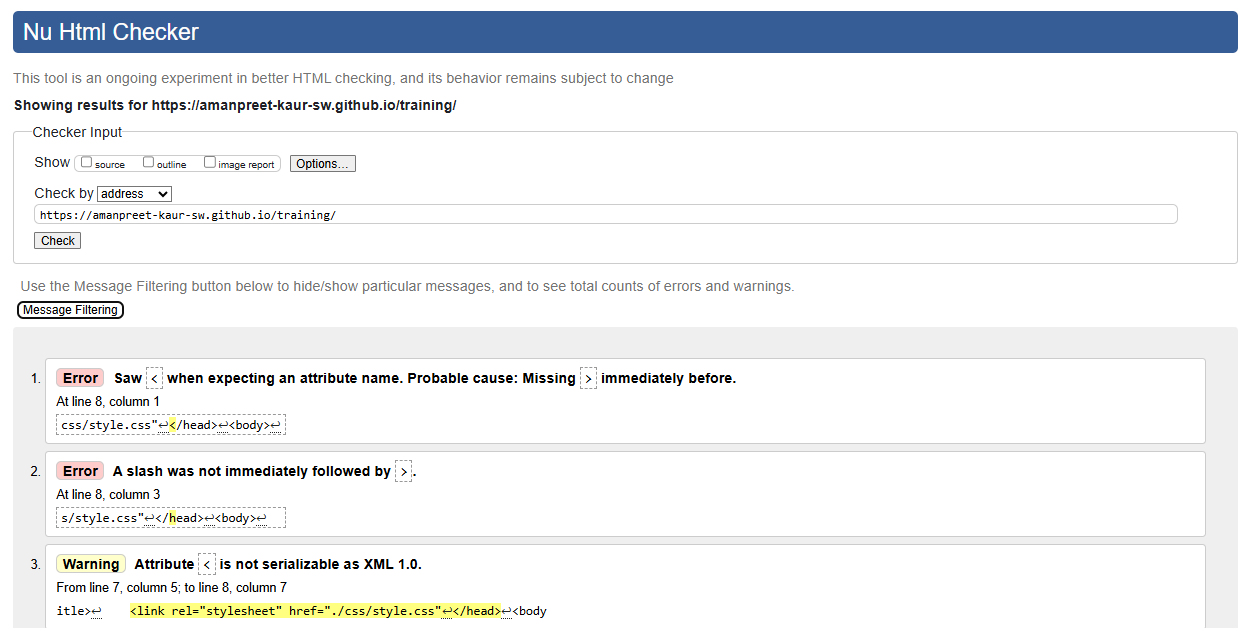 Nu Html Checker
This tool is an ongoing experiment in better HTML checking, and its behavior remains subject to change
Showing results for https://amanpreet-kaur-sw.github.io/training/
Checker Input
Show source outline image report Options...
Check by address
https://amanpreet-kaur-sw.github.io/training/
Check
Use the Message Filtering button below to hide/show particular messages, and to see total counts of errors and warnings.
Message Filtering
1. Error Saw < when expecting an attribute name. Probable cause: Missing > immediately before.
At line 8, column 1
css/style.css"↩</head>↩<body>↩
2. Error A slash was not immediately followed by >.
At line 8, column 3
s/style.css"↩</head>↩<body>↩
3. Warning Attribute < is not serializable as XML 1.0.
From line 7, column 5; to line 8, column 7
itle>↩ <link rel="stylesheet" href="./css/style.css"↩</head>↩<body